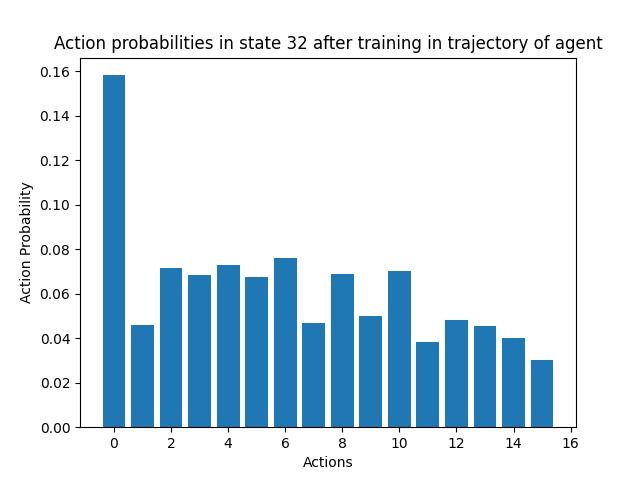 Action probabilities in state 32 after training in trajectory of agent
0.16
0.14
0.12
0.10
0.08
0.06
0.04
0.02
0.00
Action Probability
0 2 4 6 8 10 12 14 16
Actions